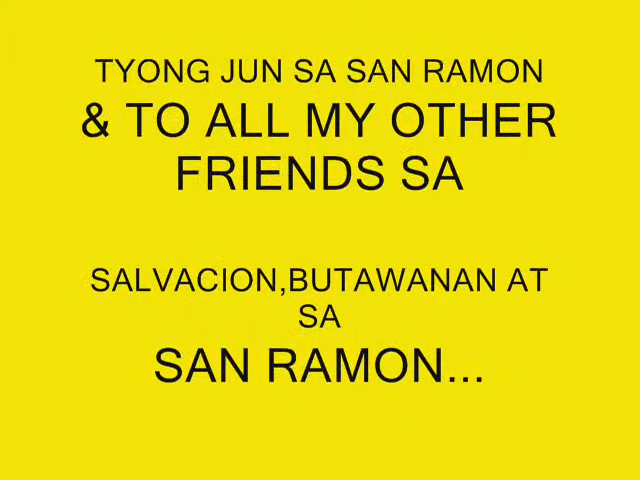 TYONG JUN SA SAN RAMON
& TO ALL MY OTHER
FRIENDS SA
SALVACION,BUTAWANAN AT
SA
SAN RAMON...